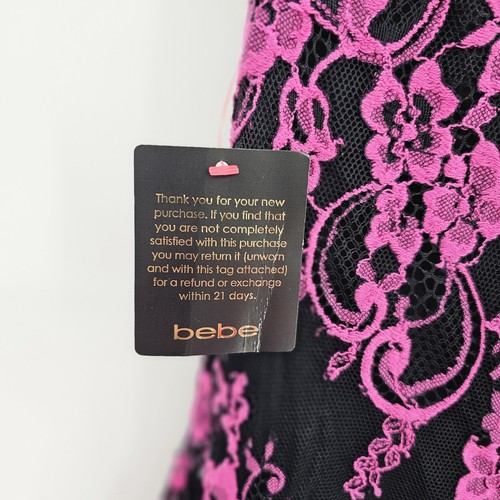 Thank you for your new
purchase. If you find that
you are not completely
satisfied with this purchase
you may return it (unworn
and with this tag attached)
for a refund or exchange
within 21 days.
bebe